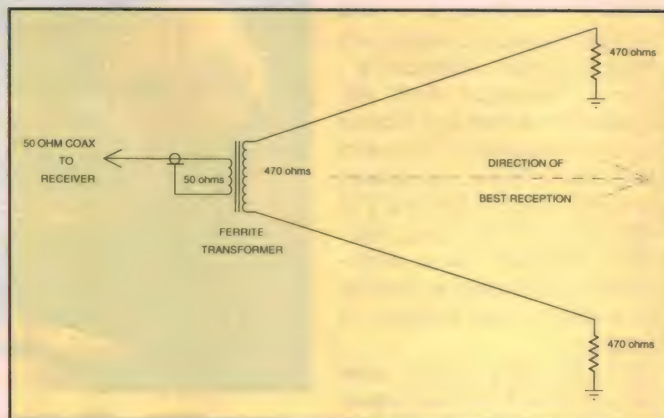 470 ohms
50 OHM COAX
TO
RECEIVER
50 ohms
470 ohms
DIRECTION OF
BEST RECEPTION
FERRITE
TRANSFORMER
470 ohms